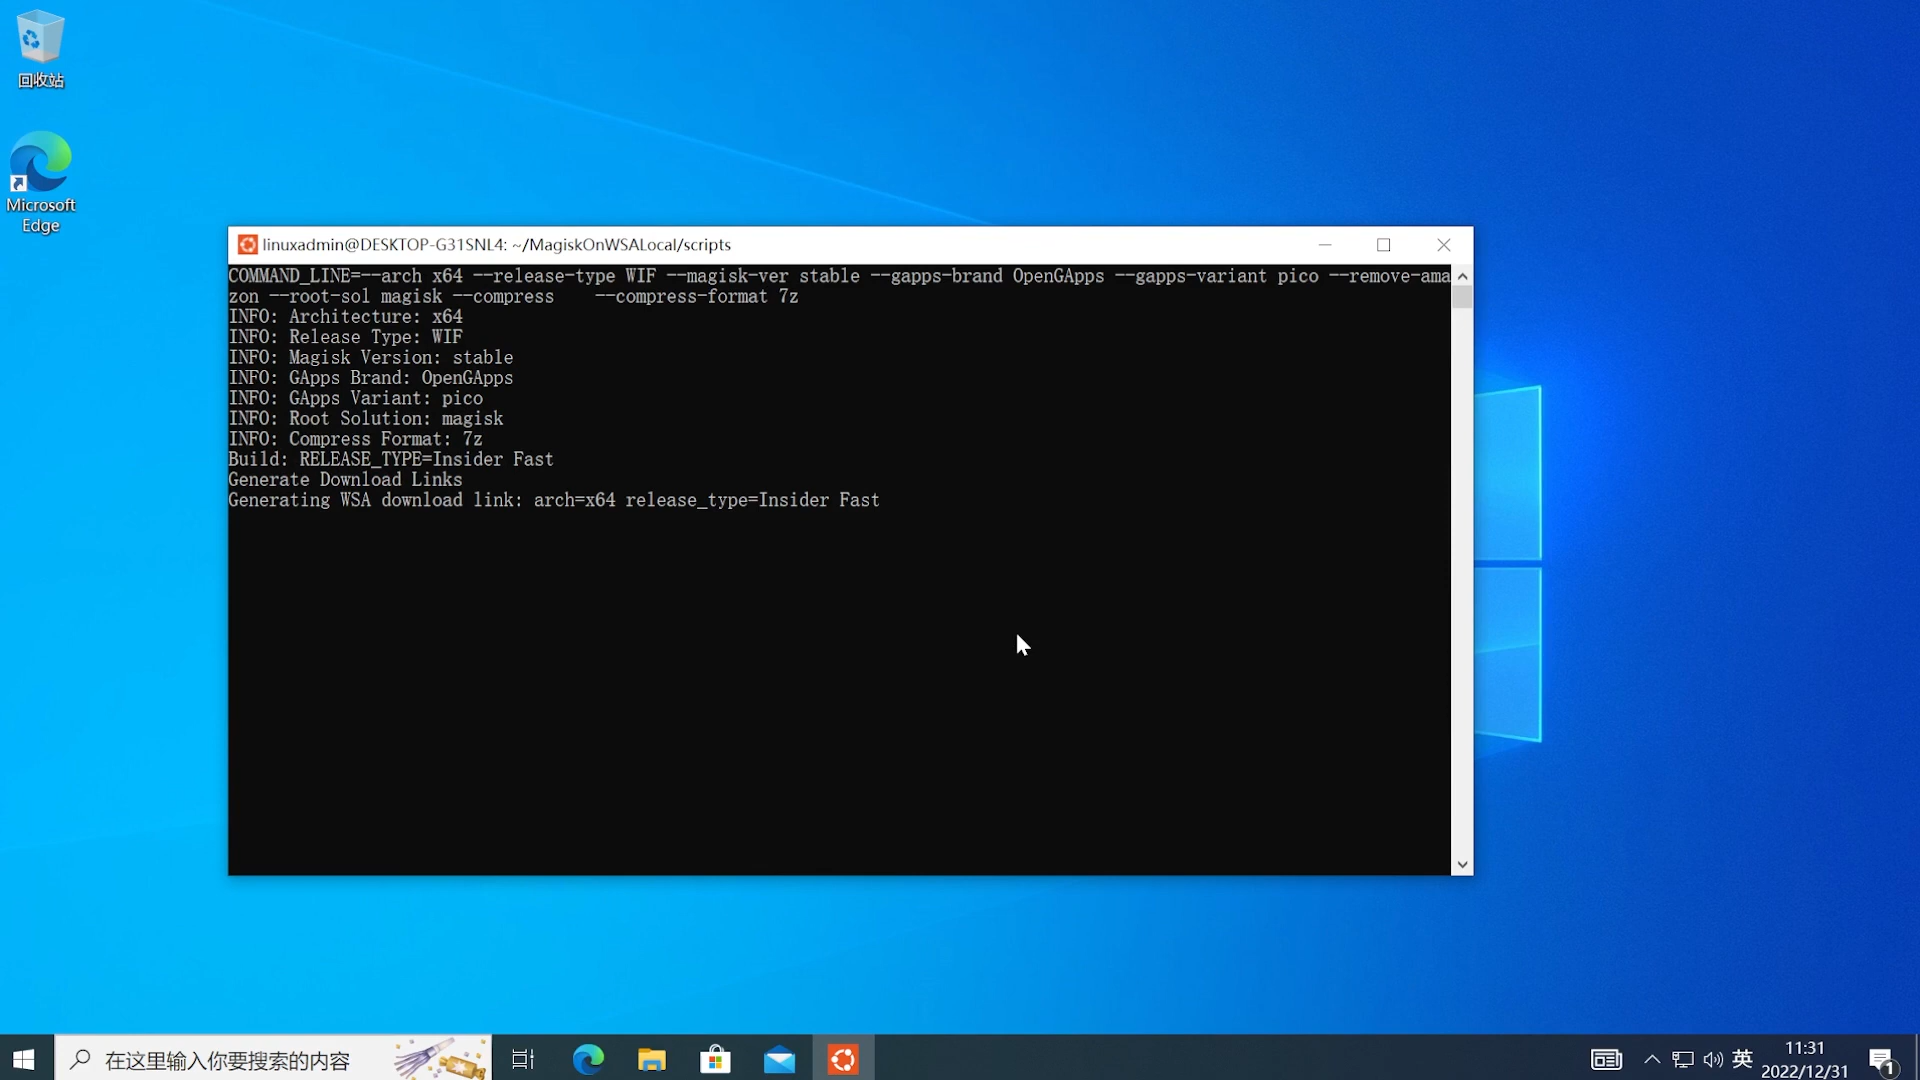 回收站
Microsoft
Edge
linuxadmin@DESKTOP-G31SNL4: ~/MagiskOnWSALocal/scripts
COMMAND_LINE=--arch x64 --release-type WIF --magisk-ver stable --gapps-brand OpenGApps --gapps-variant pico --remove-ama
zon --root-sol magisk --compress    --compress-format 7z
INFO: Architecture: x64
INFO: Release Type: WIF
INFO: Magisk Version: stable
INFO: GApps Brand: OpenGApps
INFO: GApps Variant: pico
INFO: Root Solution: magisk
INFO: Compress Format: 7z
Build: RELEASE_TYPE=Insider Fast
Generate Download Links
Generating WSA download link: arch=x64 release_type=Insider Fast
在这里输入你要搜索的内容
英
11:31
2022/12/31
1